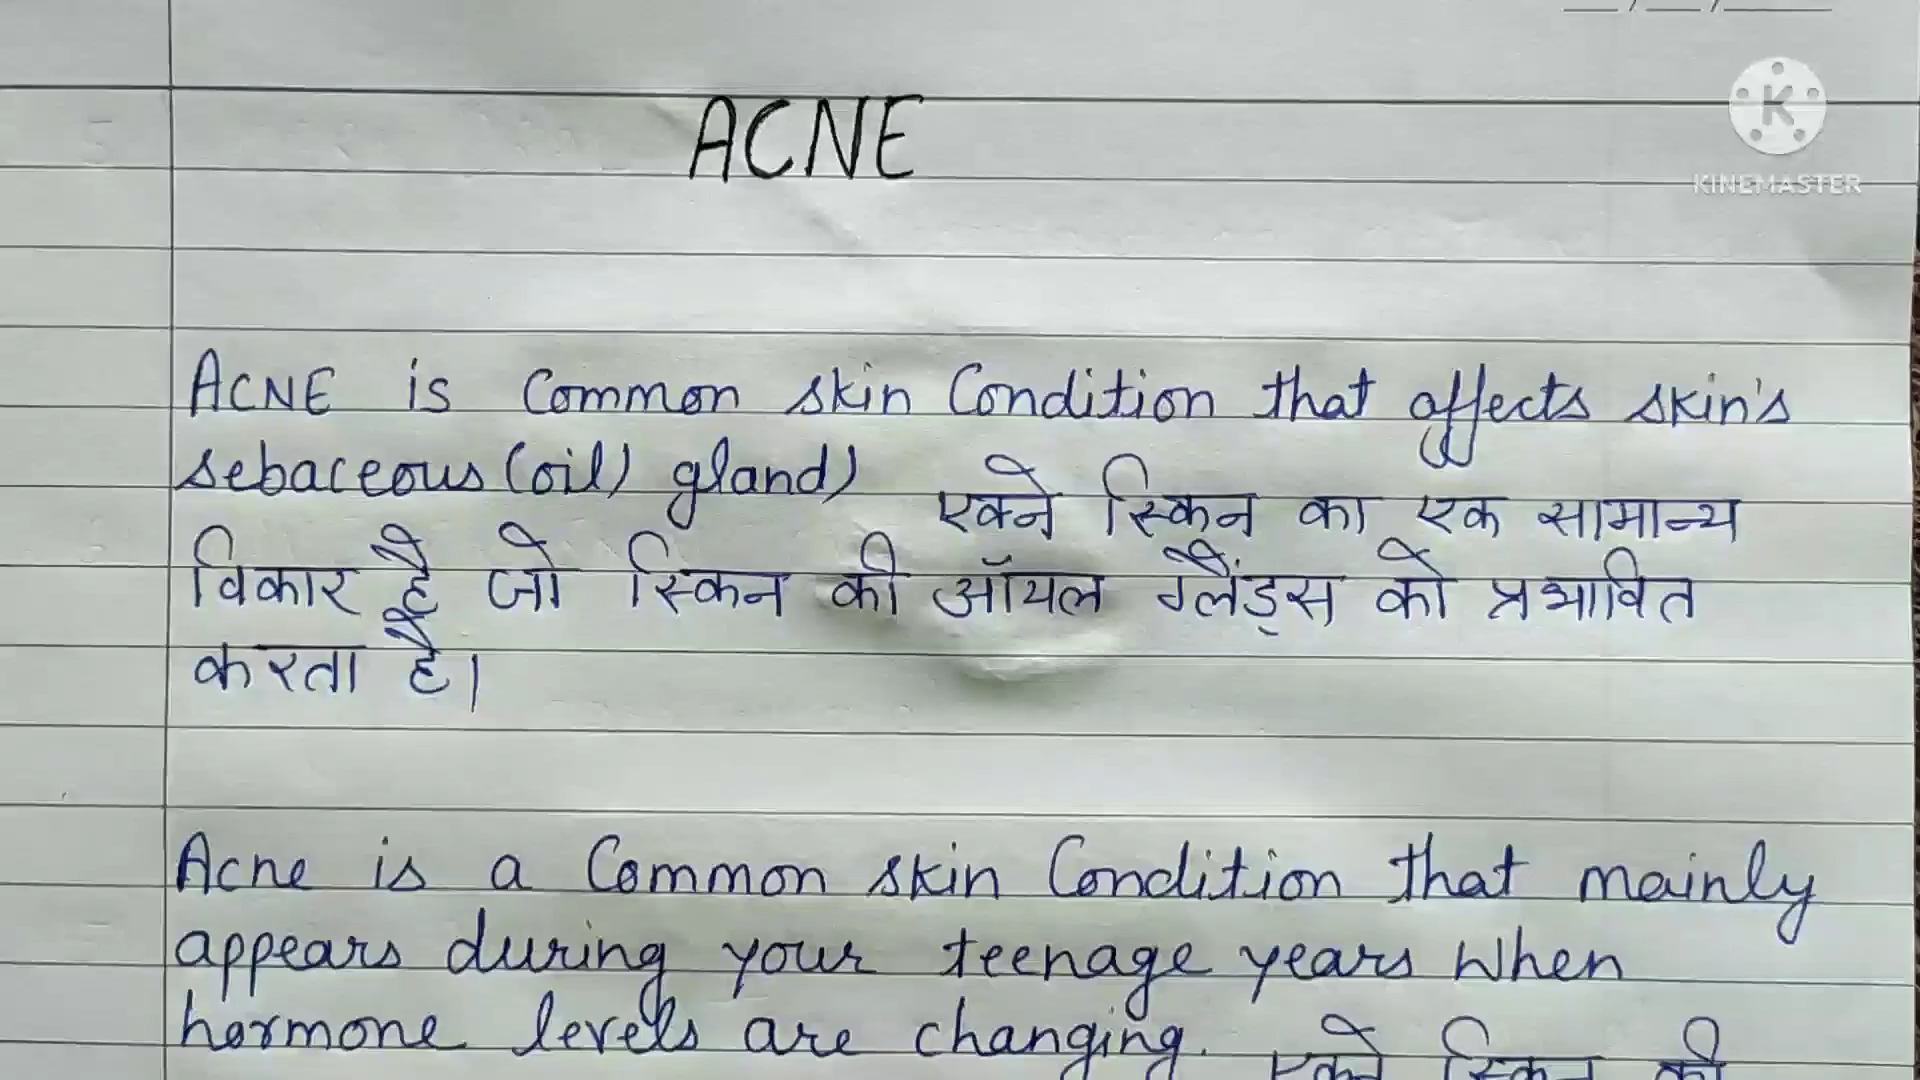 ACNE
KINEMASTER
ACNE is Common skin Condition that affects skin's
sebaceous (oil) gland) एक्ने स्किन का एक सामान्य
विकार है जो स्किन की ऑयल ग्लैंड्स को प्रभावित
करता है।
Acne is a Common skin Condition that mainly
appears during your teenage years when
hormone levels are changing. एक्ने स्किन की